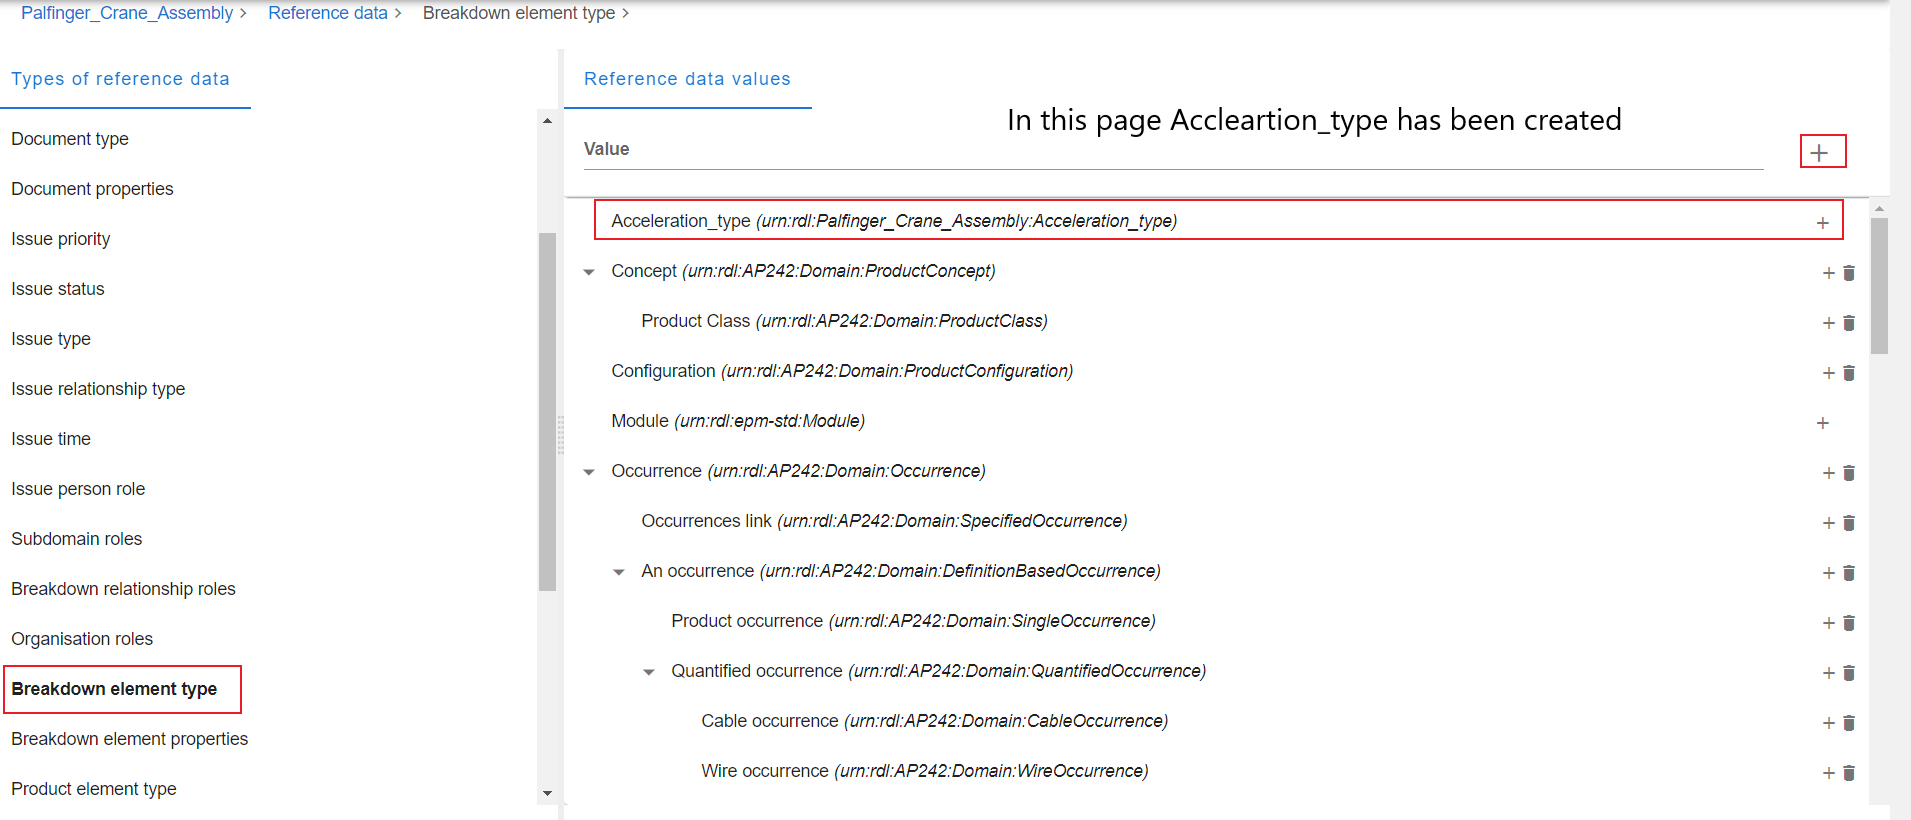 Palfinger_Crane_Assembly > Reference data > Breakdown element type >
Types of reference data
Document type
Document properties
Issue priority
Issue status
Issue type
Issue relationship type
Issue time
Issue person role
Subdomain roles
Breakdown relationship roles
Organisation roles
Breakdown element type
Breakdown element properties
Product element type
Reference data values
In this page Accleartion_type has been created
Value
Acceleration_type (urn:rdl:Palfinger_Crane_Assembly:Acceleration_type)
Concept (urn:rdl:AP242:Domain:ProductConcept)
Product Class (urn:rdl:AP242:Domain:ProductClass)
Configuration (urn:rdl:AP242:Domain:ProductConfiguration)
Module (urn:rdl:epm-std:Module)
Occurrence (urn:rdl:AP242:Domain:Occurrence)
Occurrences link (urn:rdl:AP242:Domain:SpecifiedOccurrence)
An occurrence (urn:rdl:AP242:Domain:DefinitionBasedOccurrence)
Product occurrence (urn:rdl:AP242:Domain:SingleOccurrence)
Quantified occurrence (urn:rdl:AP242:Domain:QuantifiedOccurrence)
Cable occurrence (urn:rdl:AP242:Domain:CableOccurrence)
Wire occurrence (urn:rdl:AP242:Domain:WireOccurrence)